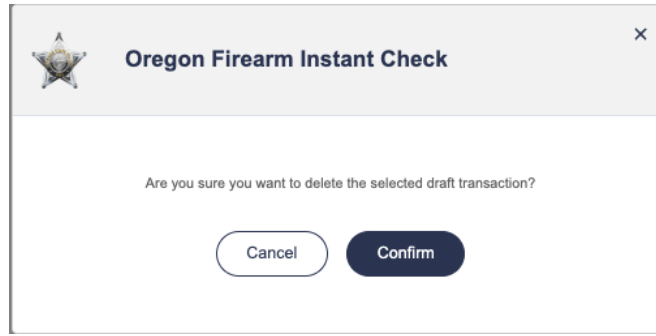 Oregon Firearm Instant Check
×
Are you sure you want to delete the selected draft transaction?
Cancel
Confirm